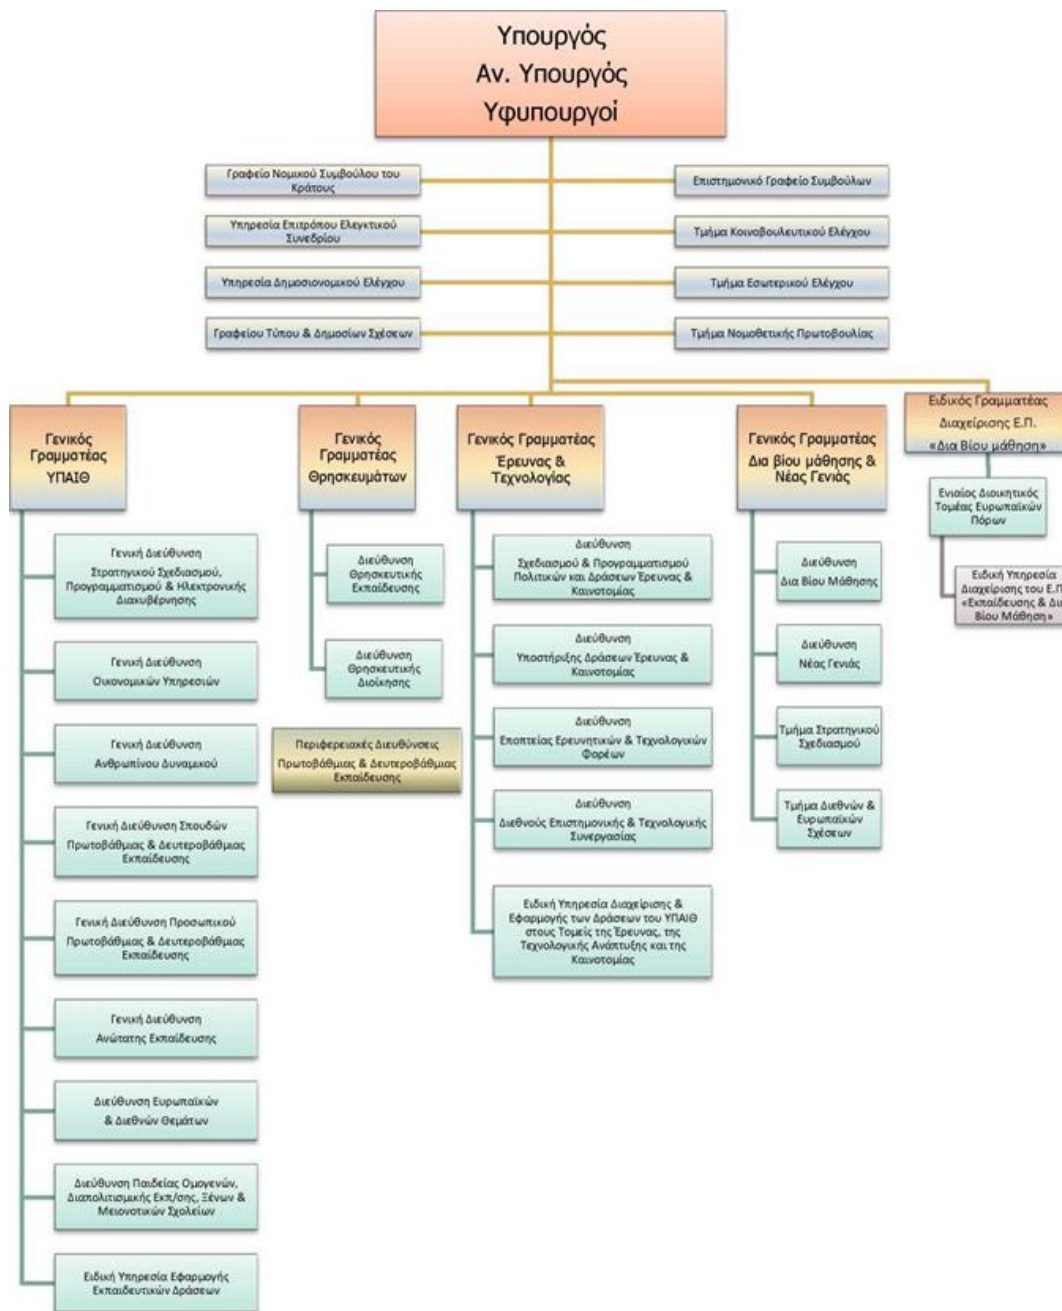 Υπουργός
Αν. Υπουργός
Υφυπουργοί
Γραφείο Νομικού Συμβούλου του
Κράτους
Επιστημονικό Γραφείο Συμβούλων
Υπηρεσία Επιτρόπου Ελεγκτικού
Συνεδρίου
Τμήμα Κοινοβουλευτικού Ελέγχου
Υπηρεσία Δημοσιονομικού Ελέγχου
Τμήμα Εσωτερικού Ελέγχου
Γραφείου Τύπου & Δημοσίων Σχέσεων
Τμήμα Νομοθετικής Πρωτοβουλίας
Γενικός
Γραμματέας
ΥΠΑΙΘ
Γενική Διεύθυνση
Στρατηγικού Σχεδιασμού,
Προγραμματισμού & Ηλεκτρονικής
Διακυβέρνησης
Γενική Διεύθυνση
Οικονομικών Υπηρεσιών
Γενική Διεύθυνση
Ανθρωπίνου Δυναμικού
Γενική Διεύθυνση Σπουδών
Πρωτοβάθμιας & Δευτεροβάθμιας
Εκπαίδευσης
Γενική Διεύθυνση Προσωπικού
Πρωτοβάθμιας & Δευτεροβάθμιας
Εκπαίδευσης
Γενική Διεύθυνση
Ανώτατης Εκπαίδευσης
Διεύθυνση Ευρωπαϊκών
& Διεθνών Θεμάτων
Διεύθυνση Παιδείας Ομογενών,
Διαπολιτισμικής Εκπ/σης, Ξένων &
Μειονοτικών Σχολείων
Ειδική Υπηρεσία Εφαρμογής
Εκπαιδευτικών Δράσεων
Γενικός
Γραμματέας
Θρησκευμάτων
Διεύθυνση
Θρησκευτικής
Εκπαίδευσης
Διεύθυνση
Θρησκευτικής
Διοίκησης
Περιφερειακές Διευθύνσεις
Πρωτοβάθμιας & Δευτεροβάθμιας
Εκπαίδευσης
Γενικός Γραμματέας
Έρευνας &
Τεχνολογίας
Διεύθυνση
Σχεδιασμού & Προγραμματισμού
Πολιτικών και Δράσεων Έρευνας &
Καινοτομίας
Διεύθυνση
Υποστήριξης Δράσεων Έρευνας &
Καινοτομίας
Διεύθυνση
Εποπτείας Ερευνητικών & Τεχνολογικών
Φορέων
Διεύθυνση
Διεθνούς Επιστημονικής & Τεχνολογικής
Συνεργασίας
Ειδική Υπηρεσία Διαχείρισης &
Εφαρμογής των Δράσεων του ΥΠΑΙΘ
στους Τομείς της Έρευνας, της
Τεχνολογικής Ανάπτυξης και της
Καινοτομίας
Γενικός Γραμματέας
Δια βίου μάθησης &
Νέας Γενιάς
Διεύθυνση
Δια Βίου Μάθησης
Διεύθυνση
Νέας Γενιάς
Τμήμα Στρατηγικού
Σχεδιασμού
Τμήμα Διεθνών &
Ευρωπαϊκών
Σχέσεων
Ειδικός Γραμματέας
Διαχείρισης Ε.Π.
«Δια Βίου μάθηση»
Ενιαίος Διοικητικός
Τομέας Ευρωπαϊκών
Πόρων
Ειδική Υπηρεσία
Διαχείρισης του Ε.Π.
«Εκπαίδευσης & Δι
Βίου Μάθηση»